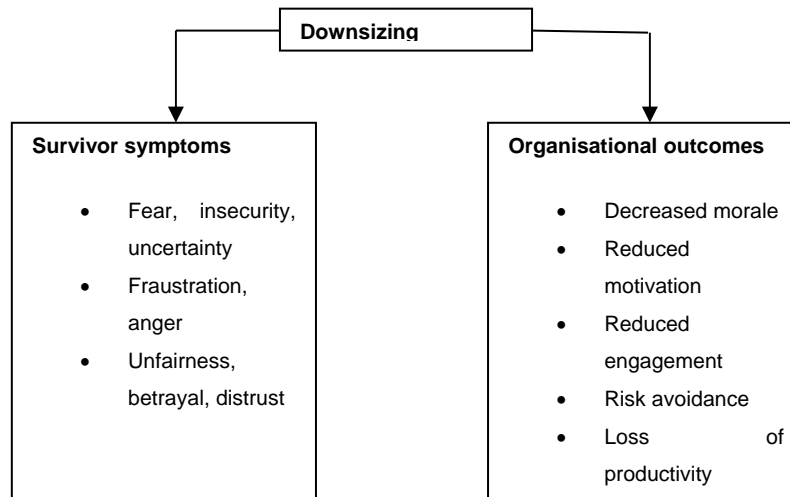 Downsizing
Survivor symptoms
• Fear, insecurity,
uncertainty
• Fraustration,
anger
• Unfairness,
betrayal, distrust
Organisational outcomes
• Decreased morale
• Reduced
motivation
• Reduced
engagement
• Risk avoidance
• Loss of
productivity